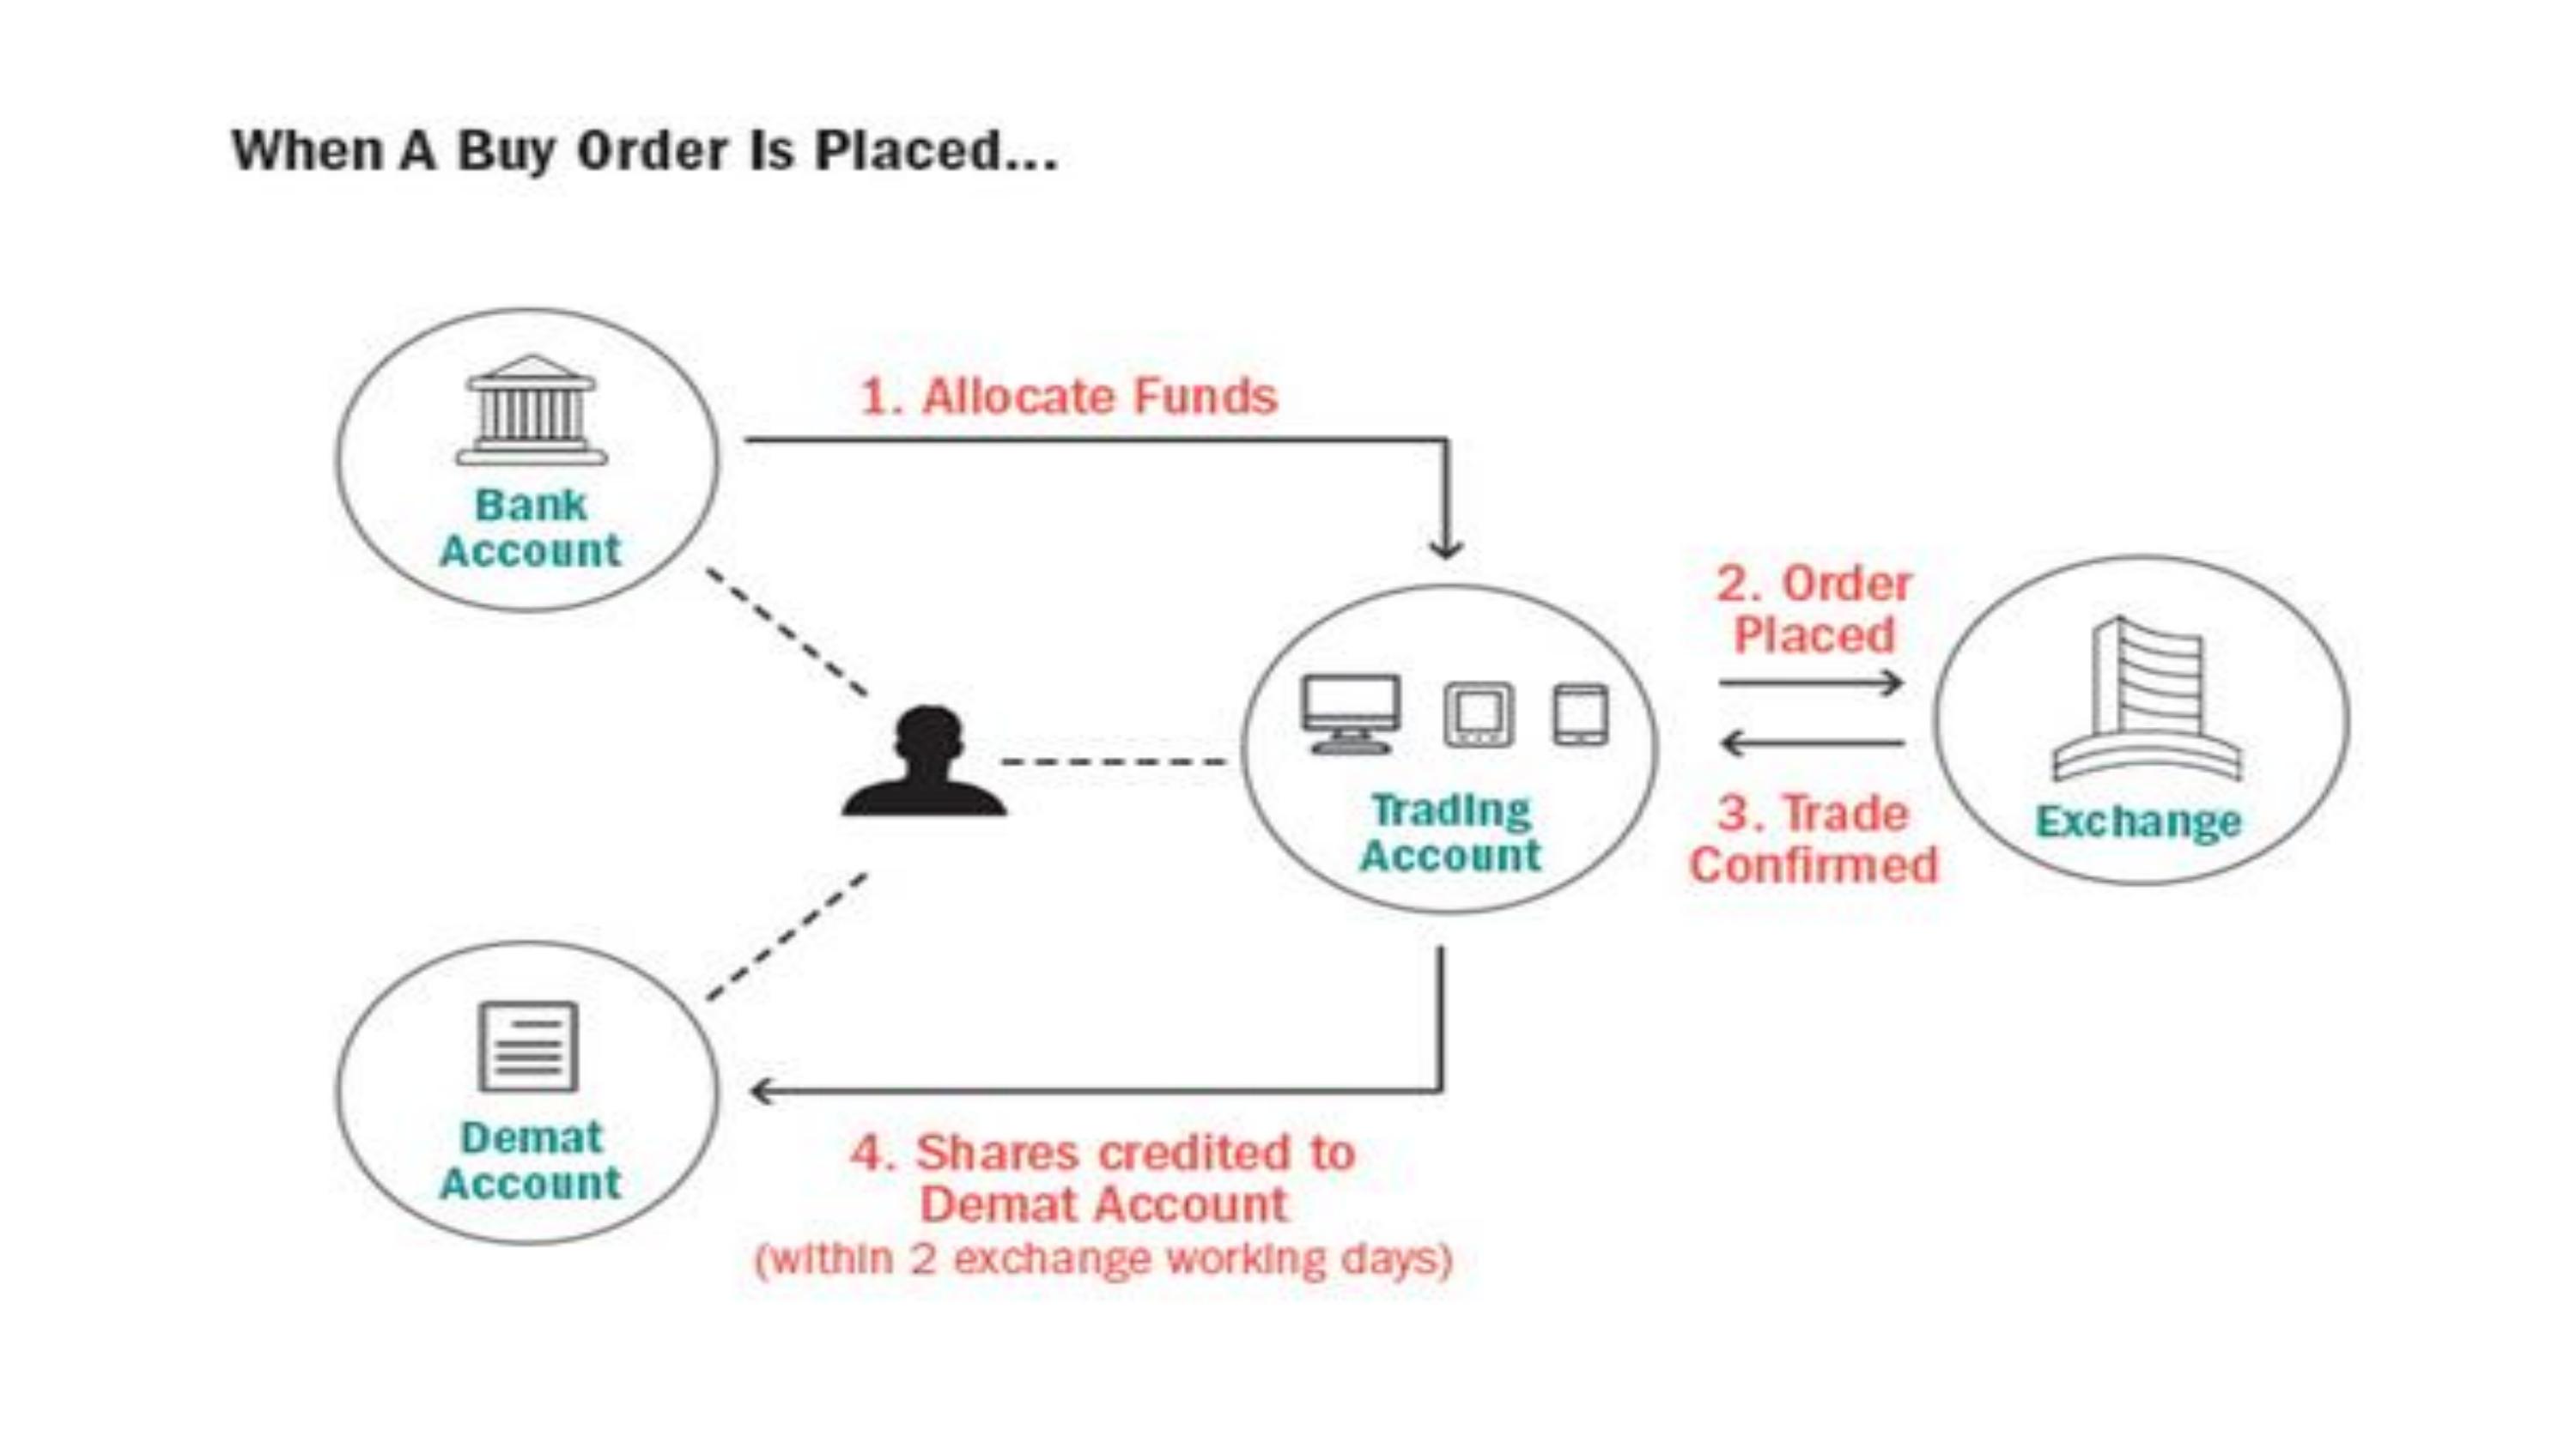 When A Buy Order Is Placed...
1. Allocate Funds
Bank
Account
2. Order
Placed
Trading
Account
3. Trade
Confirmed
Exchange
Demat
Account
4. Shares credited to
Demat Account
(within 2 exchange working days)